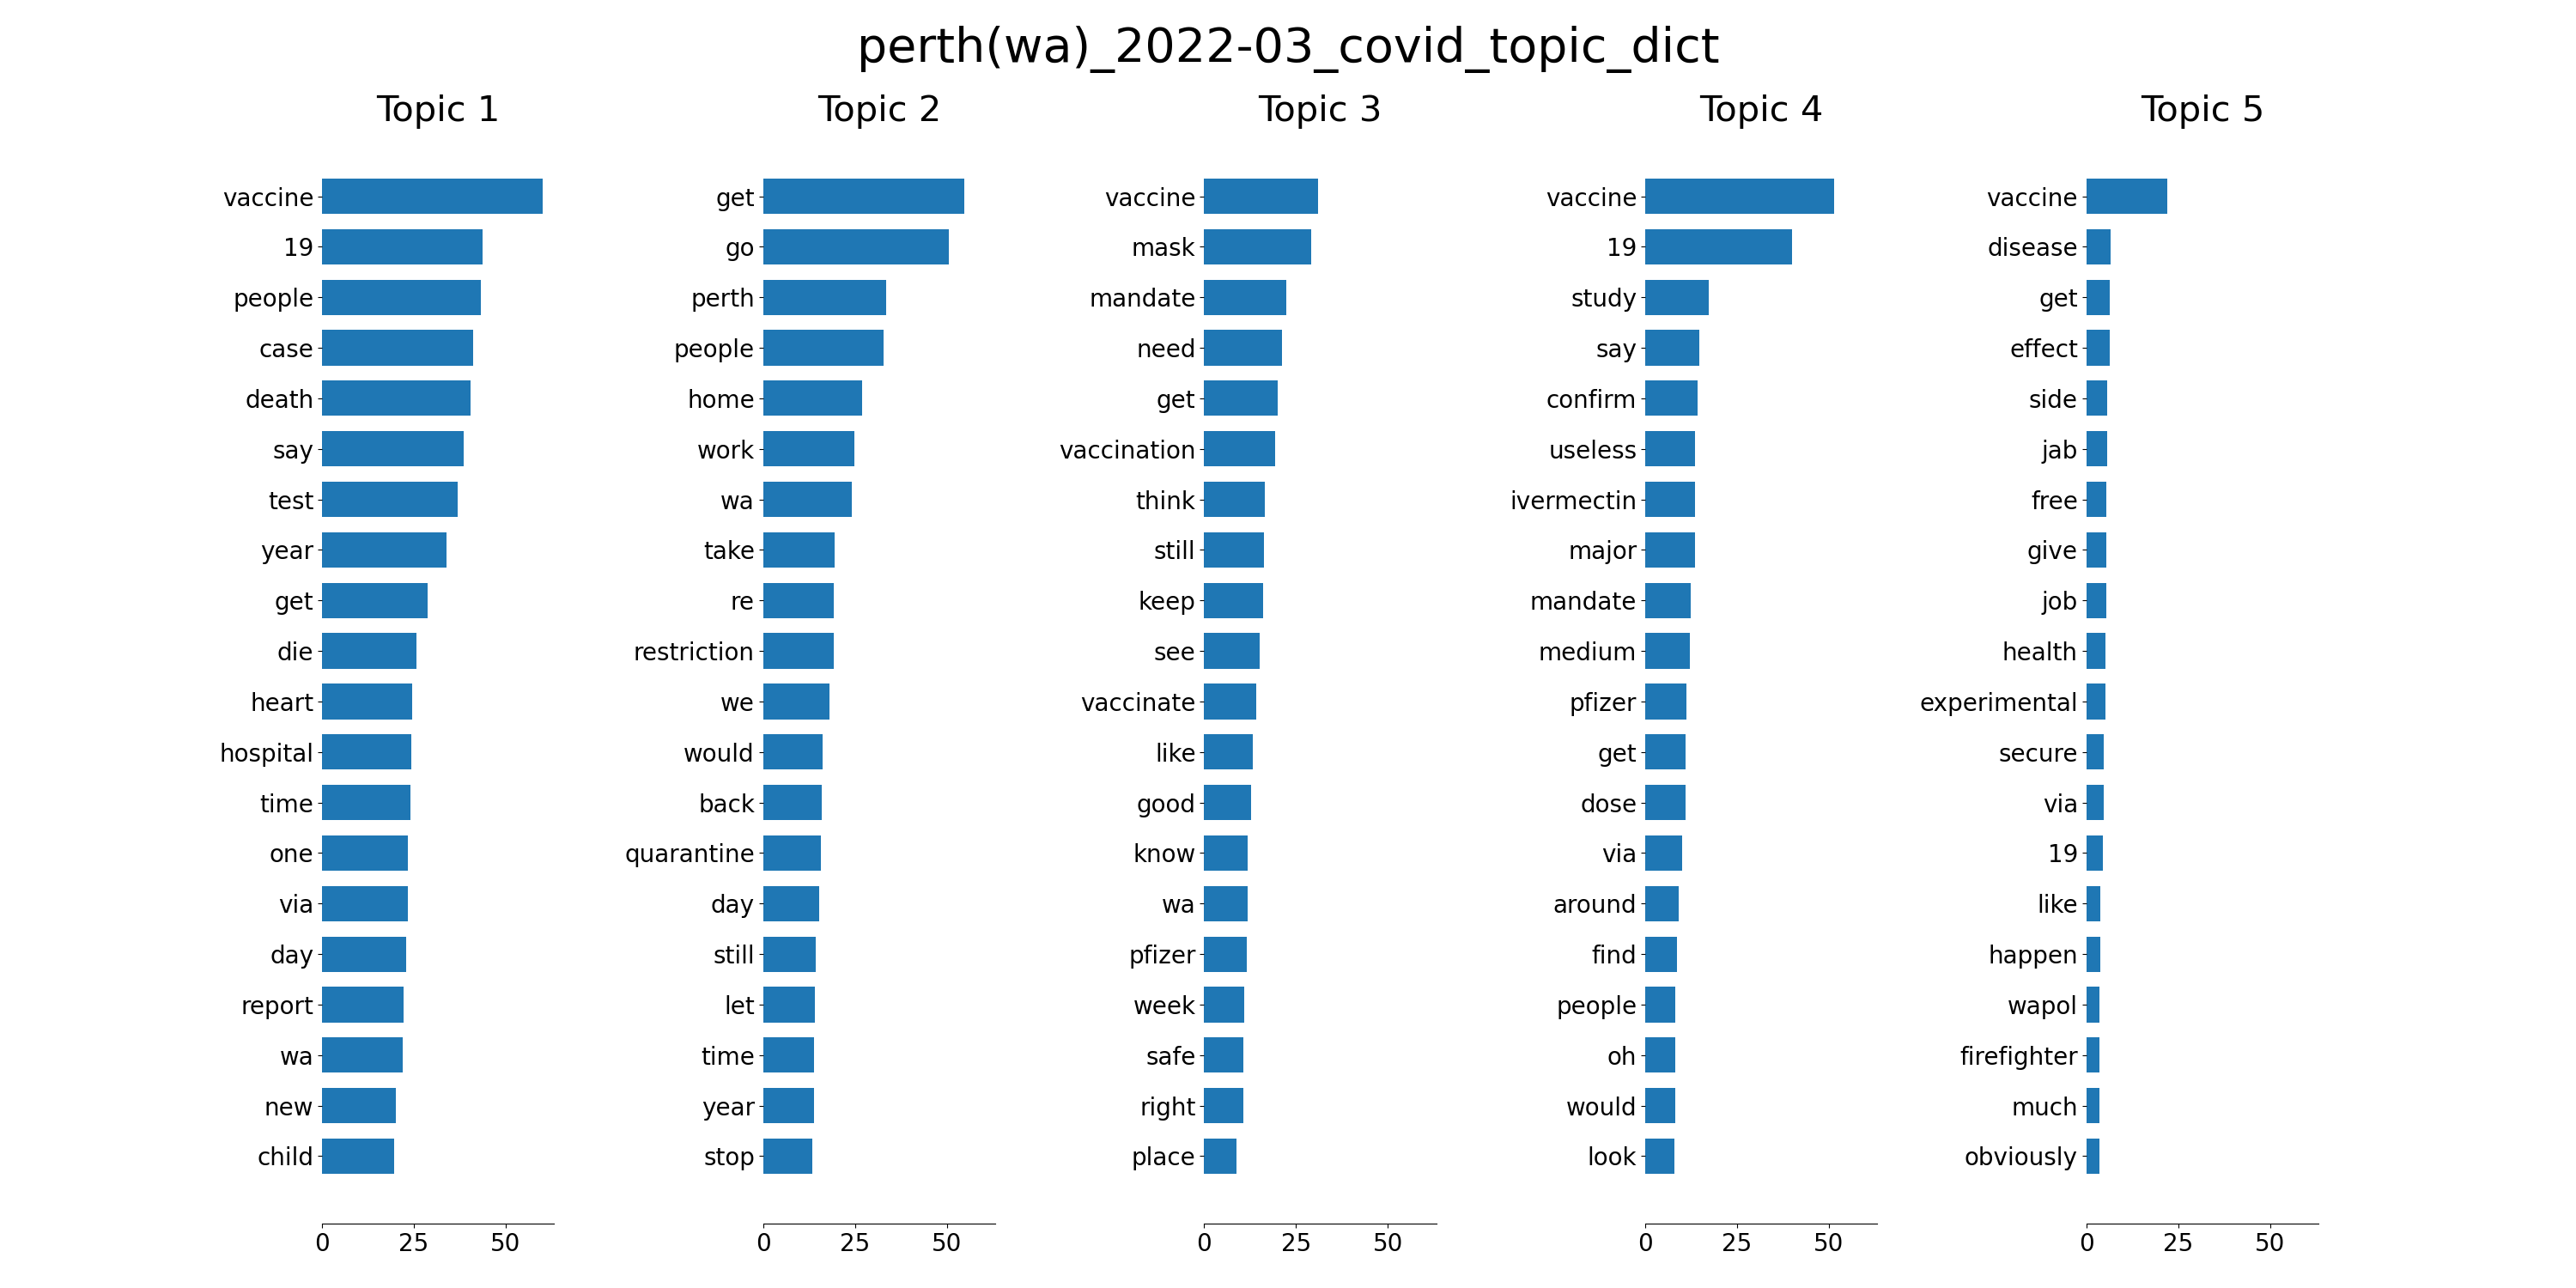 perth(wa)_2022-03_covid_topic_dict
Topic 1
vaccine
19
people
case
death
say
test
year
get
die
heart
hospital
time
one
via
day
report
wa
new
child
0 25 50
Topic 2
get
go
perth
people
home
work
wa
take
re
restriction
we
would
back
quarantine
day
still
let
time
year
stop
0 25 50
Topic 3
vaccine
mask
mandate
need
get
vaccination
think
still
keep
see
vaccinate
like
good
know
wa
pfizer
week
safe
right
place
0 25 50
Topic 4
vaccine
19
study
say
confirm
useless
ivermectin
major
mandate
medium
pfizer
get
dose
via
around
find
people
oh
would
look
0 25 50
Topic 5
vaccine
disease
get
effect
side
jab
free
give
job
health
experimental
secure
via
19
like
happen
wapol
firefighter
much
obviously
0 25 50